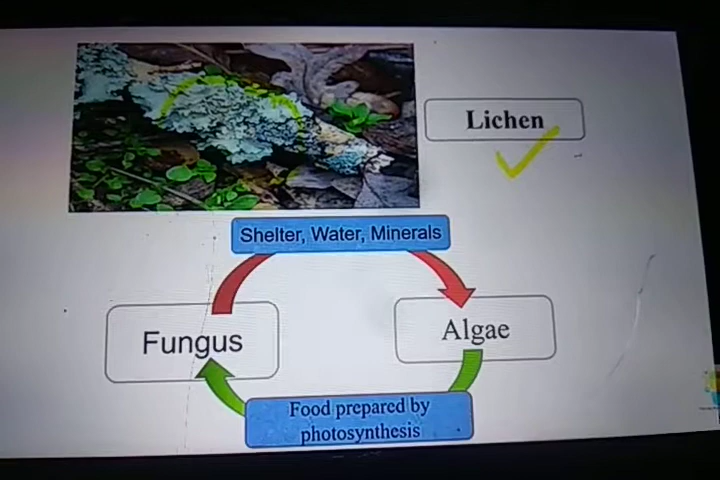 Lichen
Shelter, Water, Minerals
Fungus
Algae
Food prepared by
photosynthesis